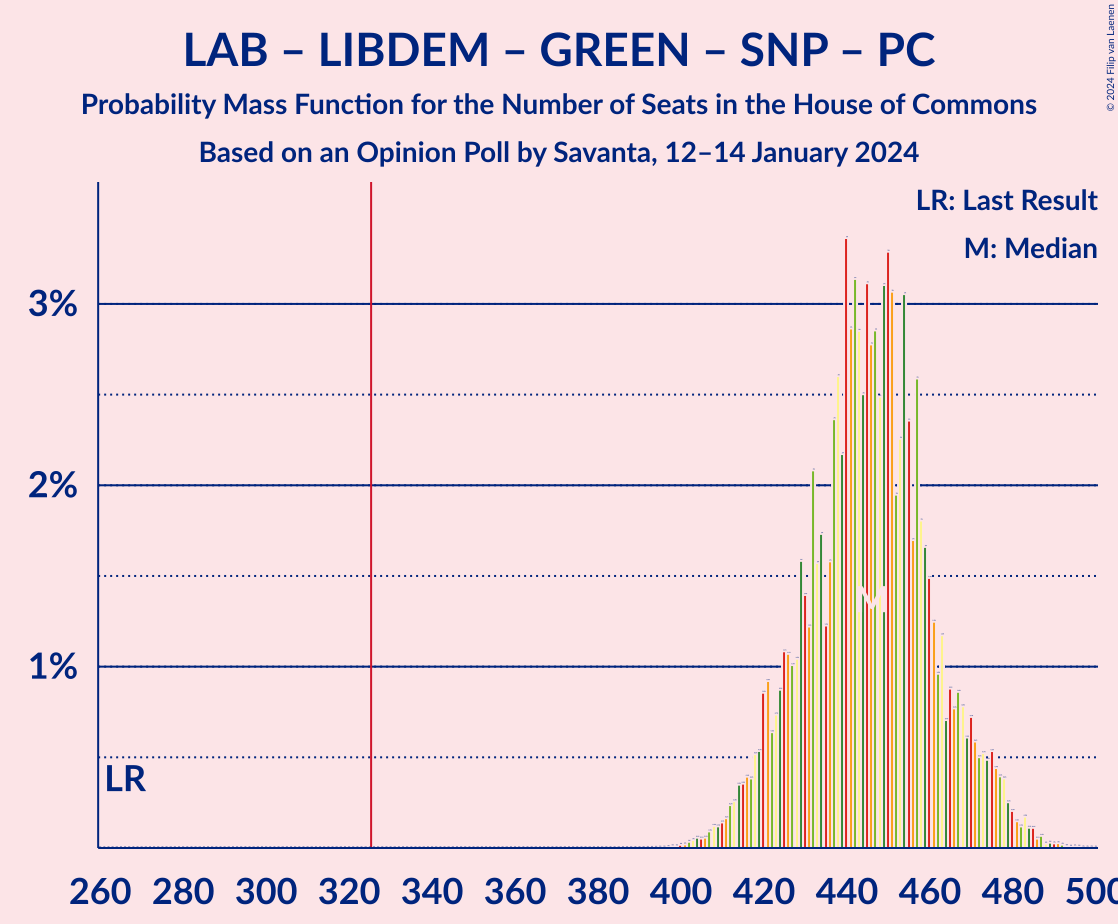 LAB – LIBDEM – GREEN – SNP – PC
Probability Mass Function for the Number of Seats in the House of Commons
Based on an Opinion Poll by Savanta, 12–14 January 2024
© 2024 Filip van Laenen
LR: Last Result
M: Median
3%
2%
1%
M
LR
260 280 300 320 340 360 380 400 420 440 460 480 500